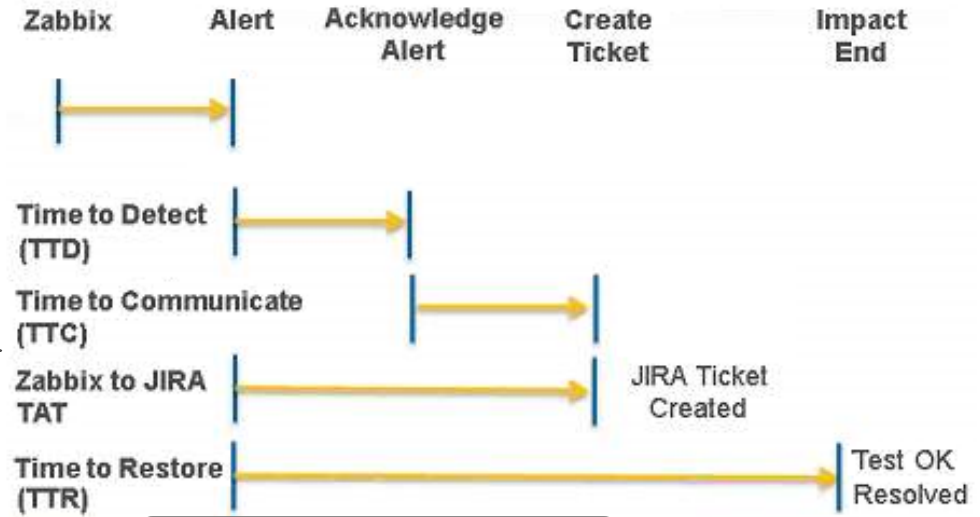 Zabbix
Alert
Acknowledge
Alert
Create
Ticket
Impact
End
Time to Detect
(TTD)
Time to Communicate
(TTC)
Zabbix to JIRA
TAT
JIRA Ticket
Created
Time to Restore
(TTR)
Test OK
Resolved